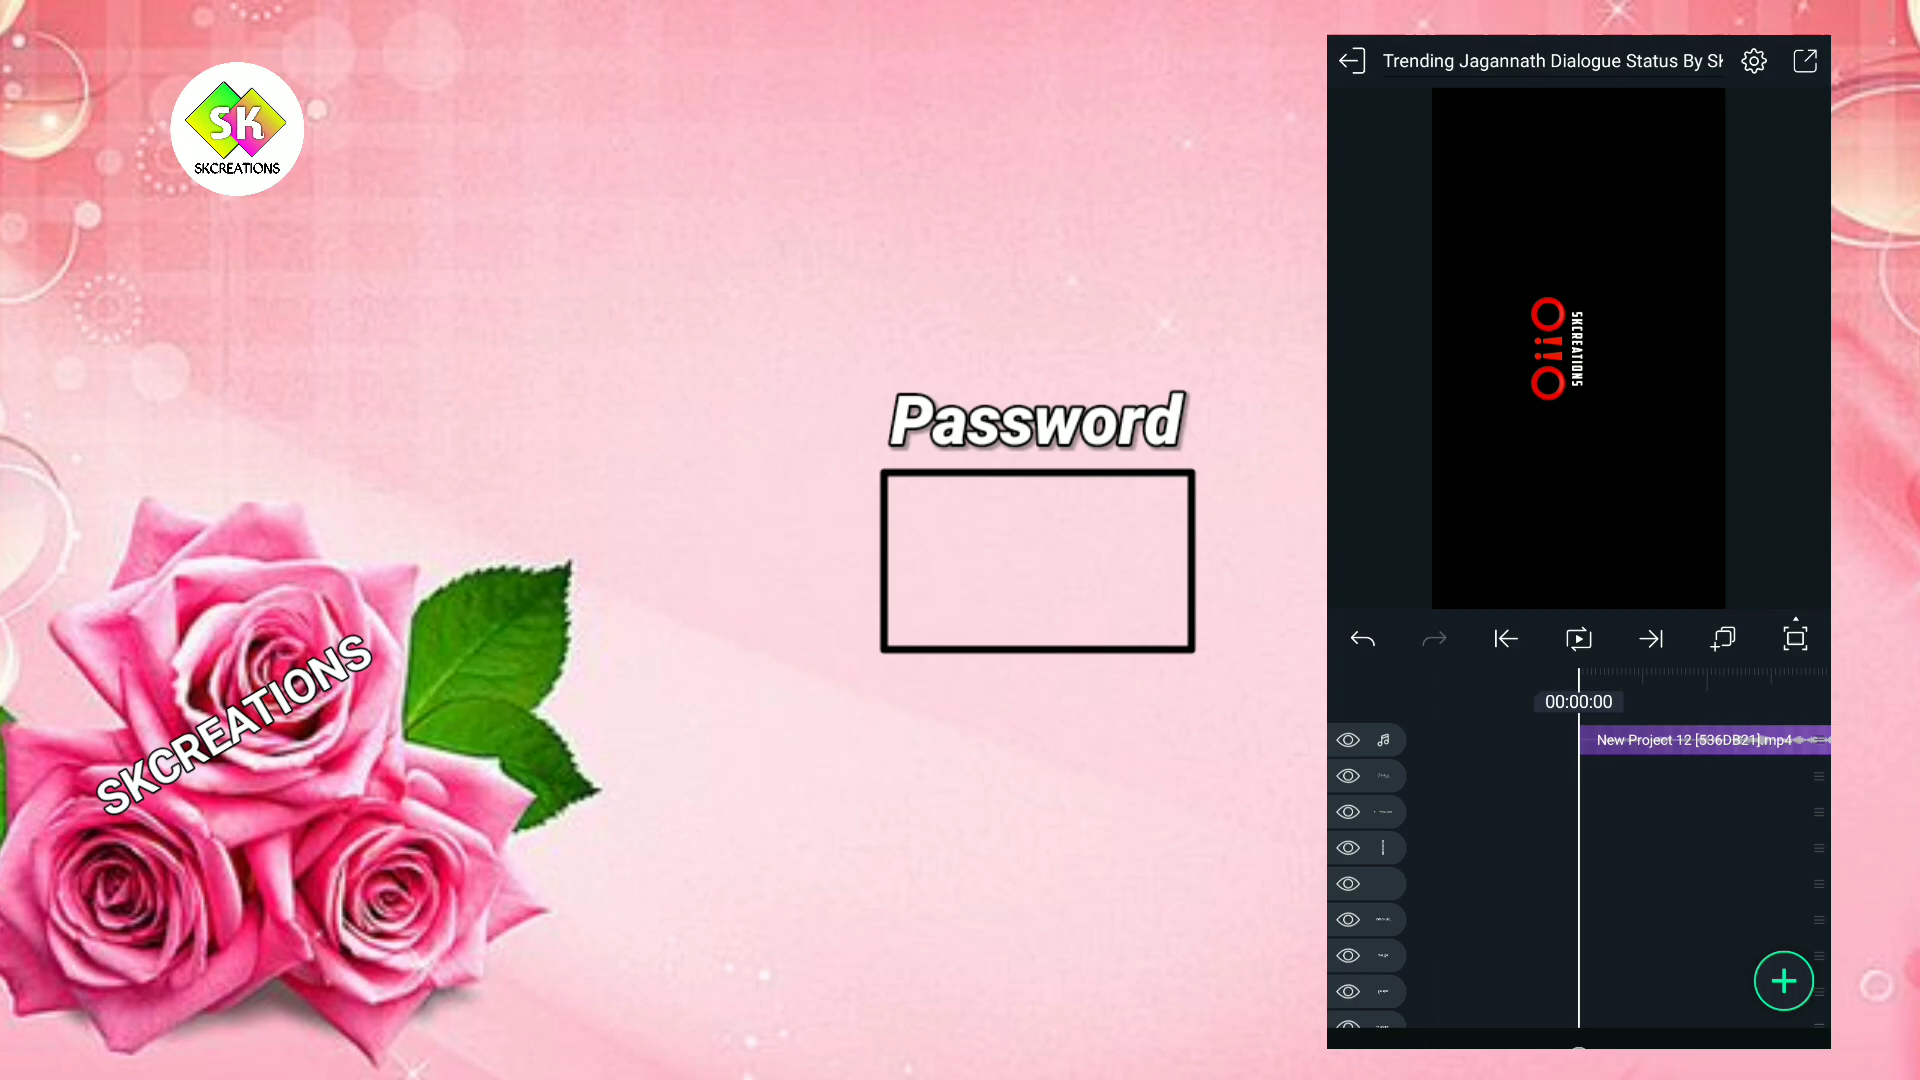 SK
SKCREATIONS
Password
SKCREATIONS
Trending Jagannath Dialogue Status By SK
SKCREATIONS
00:00:00
New Project 12 [536DB21].mp4